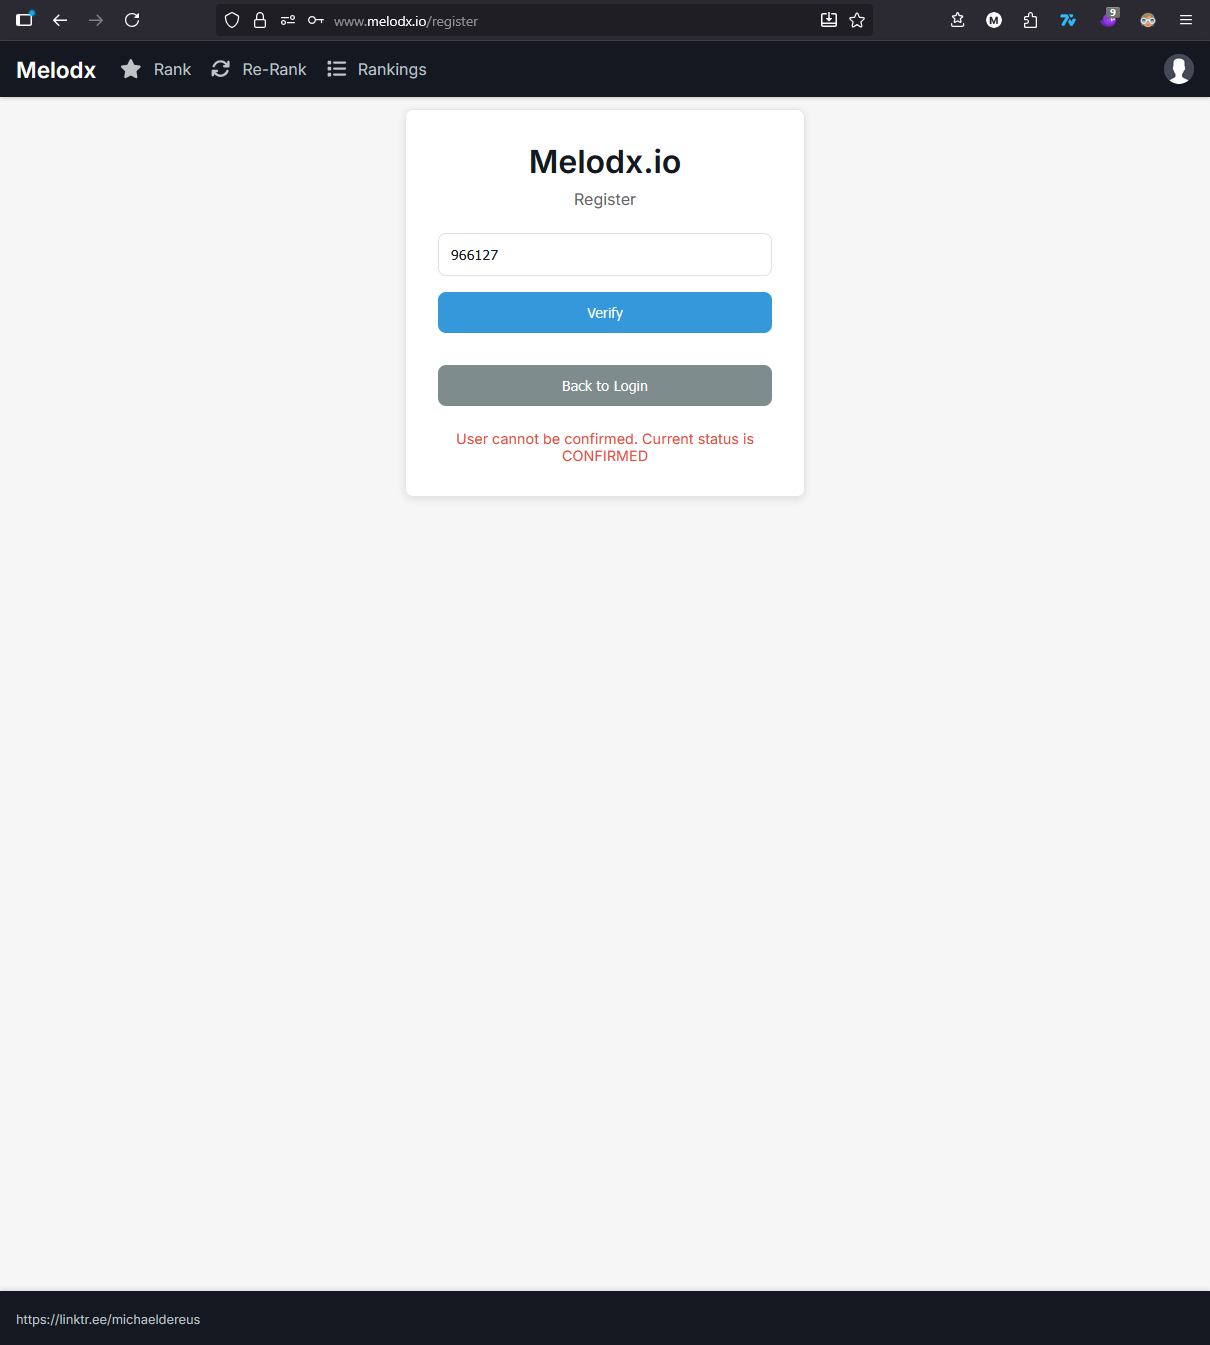 www.melodx.io/register
M
9
Melodx
Rank
Re-Rank
Rankings
Melodx.io
Register
966127
Verify
Back to Login
User cannot be confirmed. Current status is
CONFIRMED
https://linktr.ee/michaeldereus